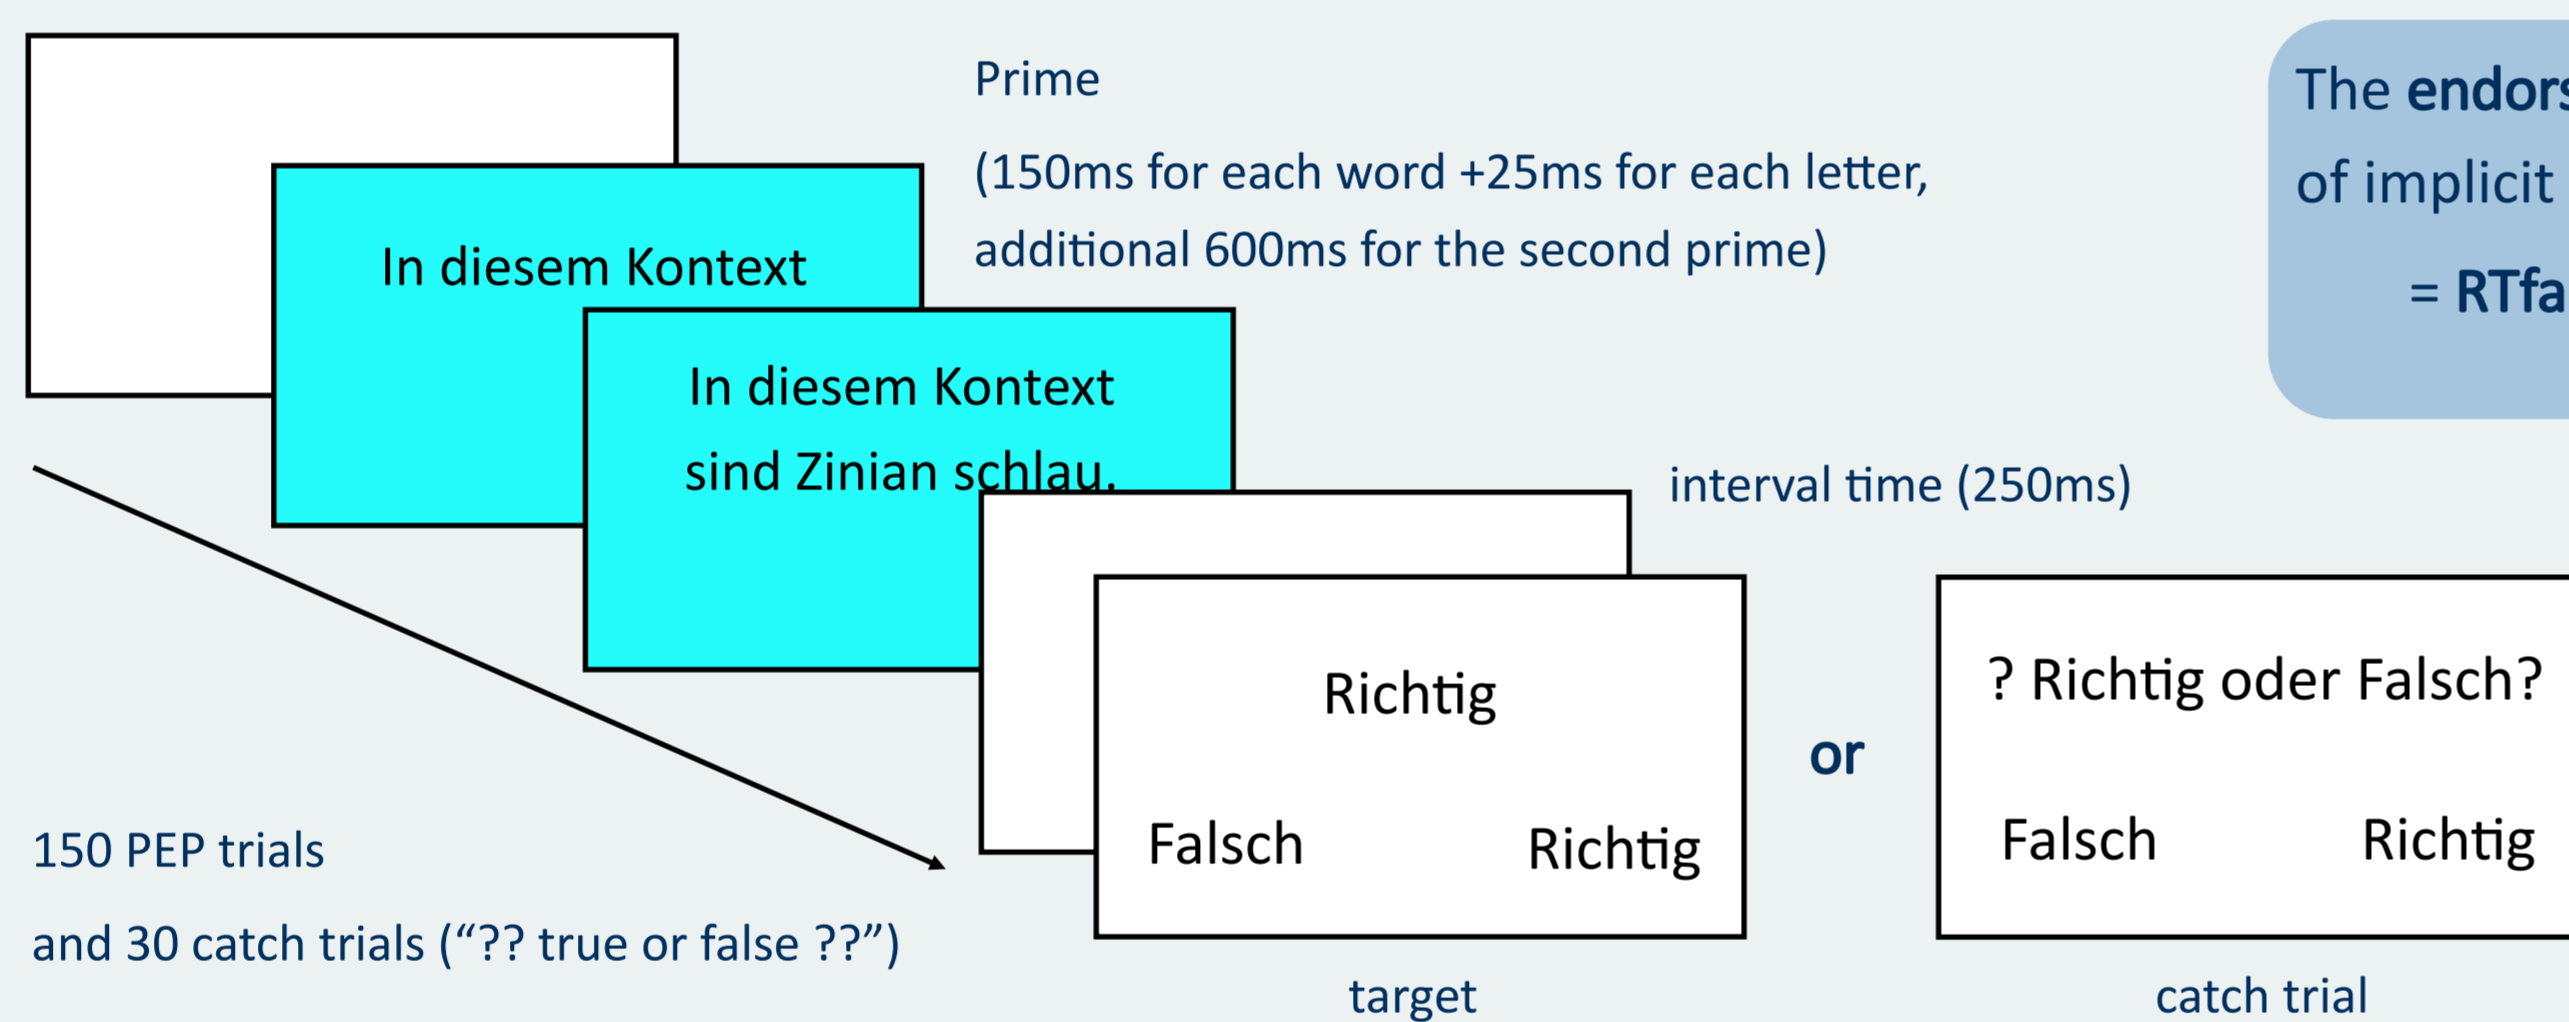 Prime
(150ms for each word +25ms for each letter,
additional 600ms for the second prime)
The
of implicit
=
In diesem Kontext
In diesem Kontext
sind Zinian schlau.
interval time (250ms)
Richtig
Falsch Richtig
target
or
? Richtig oder Falsch?
Falsch Richtig
catch trial
150 PEP trials
and 30 catch trials (“?? true or false ??”)